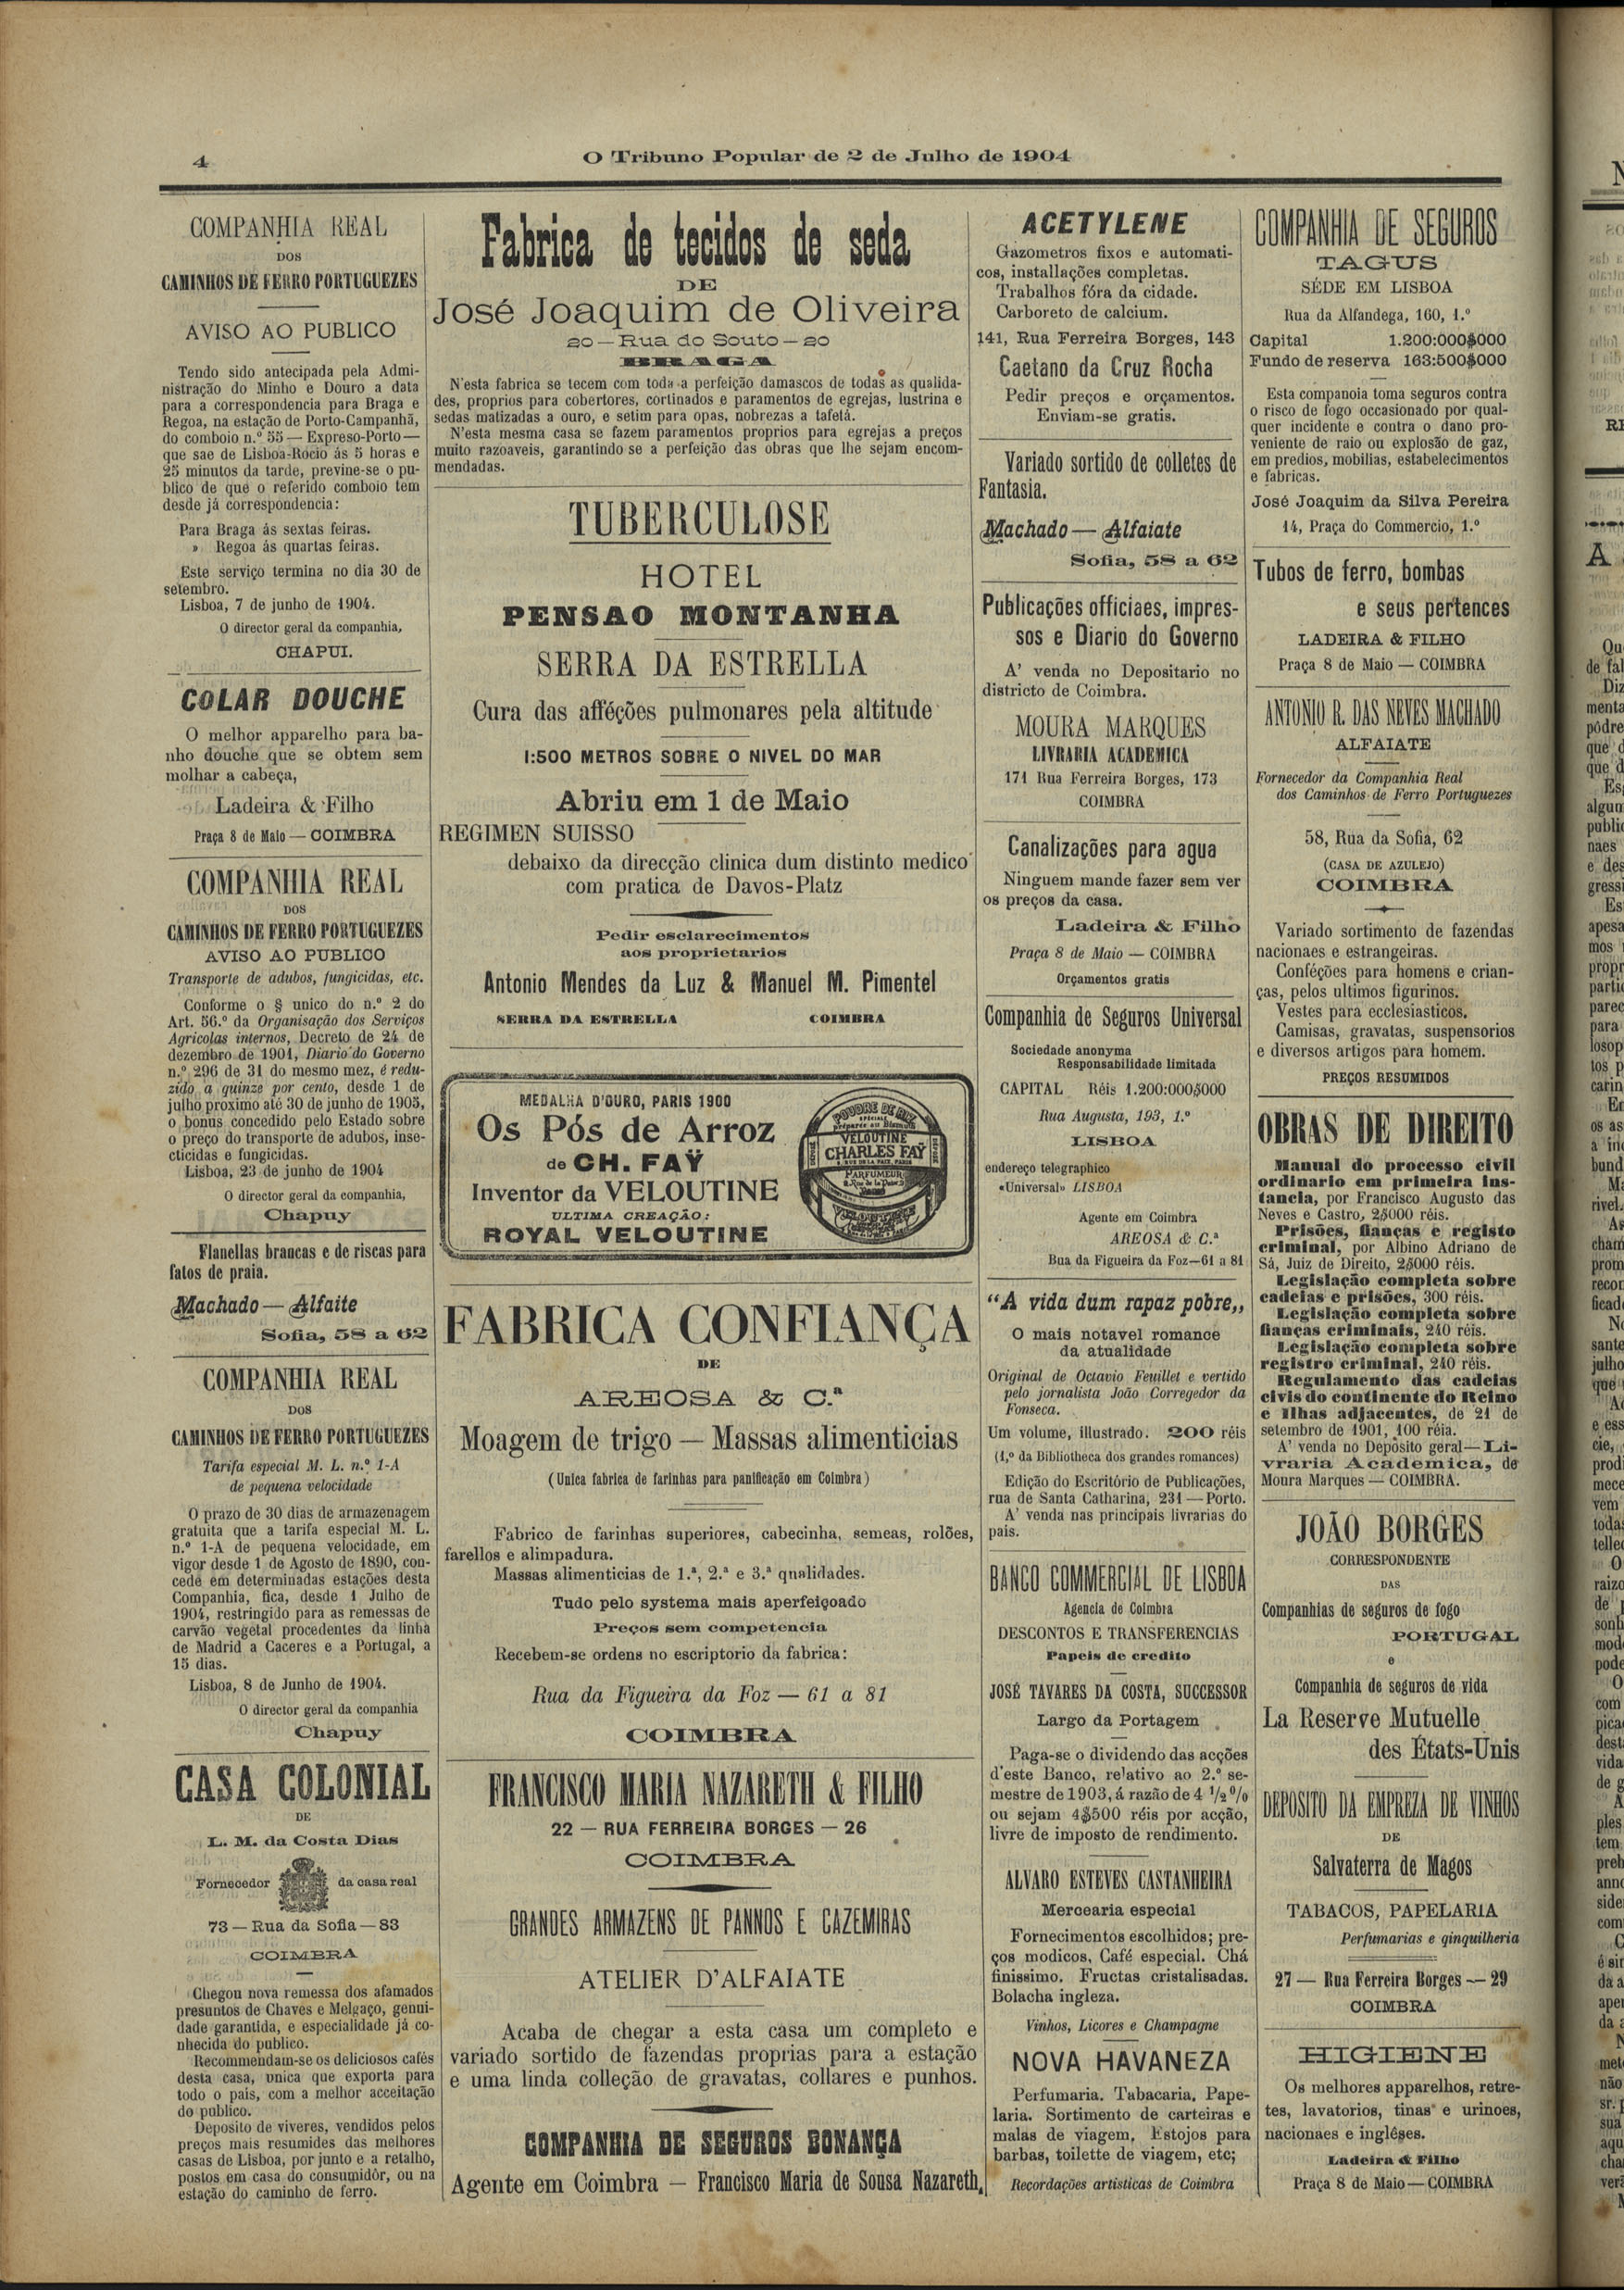 4
O Tribuno Popular de 2 de Julho de 1904
COMPANHIA REAL
DOS
CAMINHOS DE FERRO PORTUGUEZES
AVISO AO PUBLICO
Tendo sido antecipada pela Admi-
nistração do Minho e Douro a data
para a correspondencia para Braga e
Regoa, na estação de Porto-Campanhã,
do comboio n.º 55 — Expreso-Porto —
que sae de Lisboa-Rocio ás 5 horas e
25 minutos da tarde, previne-se o pu-
blico de que o referido comboio tem
desde já correspondencia:
Para Braga ás sextas feiras.
» Regoa ás quartas feiras.
Este serviço termina no dia 30 de
setembro.
Lisboa, 7 de junho de 1904.
O director geral da companhia,
CHAPUI.
COLAR DOUCHE
O melhor apparelho para ba-
nho douche que se obtem sem
molhar a cabeça,
Ladeira & Filho
Praça 8 de Maio — COIMBRA
COMPANHIA REAL
DOS
CAMINHOS DE FERRO PORTUGUEZES
AVISO AO PUBLICO
Transporte de adubos, fungicidas, etc.
Conforme o § unico do n.º 2 do
Art. 56.º da Organisação dos Serviços
Agricolas internos, Decreto de 24 de
dezembro de 1901, Diario do Governo
n.º 296 de 31 do mesmo mez, é redu-
zido a quinze por cento, desde 1 de
julho proximo até 30 de junho de 1905,
o bonus concedido pelo Estado sobre
o preço do transporte de adubos, inse-
cticidas e fungicidas.
Lisboa, 23 de junho de 1904
O director geral da companhia,
Chapuy
Flanellas brancas e de riscas para
fatos de praia.
Machado — Alfaite
Sofia, 58 a 62
COMPANHIA REAL
DOS
CAMINHOS DE FERRO PORTUGUEZES
Tarifa especial M. L. n.º 1-A
de pequena velocidade
O prazo de 30 dias de armazenagem
gratuita que a tarifa especial M. L.
n.º 1-A de pequena velocidade, em
vigor desde 1 de Agosto de 1890, con-
cede em determinadas estações desta
Companhia, fica, desde 1 Julho de
1904, restringido para as remessas de
carvão vegetal procedentes da linha
de Madrid a Caceres e a Portugal, a
15 dias.
Lisboa, 8 de Junho de 1904.
O director geral da companhia
Chapuy
CASA COLONIAL
DE
L. M. da Costa Dias
Fornecedor da casa real
73 — Rua da Sofia — 83
COIMBRA
Chegou nova remessa dos afamados
presuntos de Chaves e Melgaço, genui-
dade garantida, e especialidade já co-
nhecida do publico.
Recommendam-se os deliciosos cafés
desta casa, unica que exporta para
todo o pais, com a melhor acceitação
do publico.
Deposito de viveres, vendidos pelos
preços mais resumides das melhores
casas de Lisboa, por junto e a retalho,
postos em casa do consumidôr, ou na
estação do caminho de ferro.
Fabrica de tecidos de seda
DE
José Joaquim de Oliveira
20 — Rua do Souto — 20
BRAGA
N'esta fabrica se tecem com toda a perfeição damascos de todas as qualida-
des, proprios para cobertores, cortinados e paramentos de egrejas, lustrina e
sedas matizadas a ouro, e setim para opas, nobrezas a tafetá.
N'esta mesma casa se fazem paramentos proprios para egrejas a preços
muito razoaveis, garantindo se a perfeição das obras que lhe sejam encom-
mendadas.
TUBERCULOSE
HOTEL
PENSAO MONTANHA
SERRA DA ESTRELLA
Cura das afféções pulmonares pela altitude
1:500 METROS SOBRE O NIVEL DO MAR
Abriu em 1 de Maio
REGIMEN SUISSO
debaixo da direcção clinica dum distinto medico
com pratica de Davos-Platz
Pedir esclarecimentos
aos proprietarios
Antonio Mendes da Luz & Manuel M. Pimentel
SERRA DA ESTRELLA COIMBRA
MEDALHA D'OURO, PARIS 1900
Os Pós de Arroz
de CH. FAŸ
Inventor da VELOUTINE
ULTIMA CREAÇÃO:
ROYAL VELOUTINE
POUDRE DE RIZ
VELOUTINE
CHARLES FAŸ
PARFUMEUR
FABRICA CONFIANÇA
DE
AREOSA & C.ª
Moagem de trigo — Massas alimenticias
(Unica fabrica de farinhas para panificação em Coimbra)
Fabrico de farinhas superiores, cabecinha, semeas, rolões,
farellos e alimpadura.
Massas alimenticias de 1.ª, 2.ª e 3.ª qualidades.
Tudo pelo systema mais aperfeiçoado
Preços sem competencia
Recebem-se ordens no escriptorio da fabrica:
Rua da Figueira da Foz — 61 a 81
COIMBRA
FRANCISCO MARIA NAZARETH & FILHO
22 — RUA FERREIRA BORGES — 26
COIMBRA
GRANDES ARMAZENS DE PANNOS E CAZEMIRAS
ATELIER D'ALFAIATE
Acaba de chegar a esta casa um completo e
variado sortido de fazendas proprias para a estação
e uma linda colleção de gravatas, collares e punhos.
COMPANHIA DE SEGUROS BONANÇA
Agente em Coimbra — Francisco Maria de Sousa Nazareth,
ACETYLENE
Gazometros fixos e automati-
cos, installações completas.
Trabalhos fóra da cidade.
Carboreto de calcium.
141, Rua Ferreira Borges, 143
Caetano da Cruz Rocha
Pedir preços e orçamentos.
Enviam-se gratis.
Variado sortido de colletes de
Fantasia.
Machado — Alfaiate
Sofia, 58 a 62
Publicações officiaes, impres-
sos e Diario do Governo
A' venda no Depositario no
districto de Coimbra.
MOURA MARQUES
LIVRARIA ACADEMICA
171 Rua Ferreira Borges, 173
COIMBRA
Canalizações para agua
Ninguem mande fazer sem ver
os preços da casa.
Ladeira & Filho
Praça 8 de Maio — COIMBRA
Orçamentos gratis
Companhia de Seguros Universal
Sociedade anonyma
Responsabilidade limitada
CAPITAL Réis 1.200:000$000
Rua Augusta, 193, 1.º
LISBOA
endereço telegraphico
«Universal» LISBOA
Agente em Coimbra
AREOSA & C.ª
Bua da Figueira da Foz—61 a 81
“A vida dum rapaz pobre,,
O mais notavel romance
da atualidade
Original de Octavio Feuillet e vertido
pelo jornalista João Corregedor da
Fonseca.
Um volume, illustrado. 200 réis
(1,º da Bibliotheca dos grandes romances)
Edição do Escritório de Publicações,
rua de Santa Catharina, 231 — Porto.
A' venda nas principais livrarias do
pais.
BANCO COMMERCIAL DE LISBOA
Agencia de Coimbra
DESCONTOS E TRANSFERENCIAS
Papeis de credito
JOSÉ TAVARES DA COSTA, SUCCESSOR
Largo da Portagem
Paga-se o dividendo das acções
d'este Banco, relativo ao 2.º se-
mestre de 1903, á razão de 4 1/2 0/0
ou sejam 4$500 réis por acção,
livre de imposto de rendimento.
ALVARO ESTEVES CASTANHEIRA
Mercearia especial
Fornecimentos escolhidos; pre-
ços modicos, Café especial. Chá
finissimo. Fructas cristalisadas.
Bolacha ingleza.
Vinhos, Licores e Champagne
NOVA HAVANEZA
Perfumaria. Tabacaria, Pape-
laria. Sortimento de carteiras e
malas de viagem, Estojos para
barbas, toilette de viagem, etc;
Recordações artisticas de Coimbra
COMPANHIA DE SEGUROS
TAGUS
SÉDE EM LISBOA
Rua da Alfandega, 160, 1.º
Capital 1.200:000$000
Fundo de reserva 163:500$000
Esta companoia toma seguros contra
o risco de fogo occasionado por qual-
quer incidente e contra o dano pro-
veniente de raio ou explosão de gaz,
em predios, mobilias, estabelecimentos
e fabricas.
José Joaquim da Silva Pereira
14, Praça do Commercio, 1.º
Tubos de ferro, bombas
e seus pertences
LADEIRA & FILHO
Praça 8 de Maio — COIMBRA
ANTONIO R. DAS NEVES MACHADO
ALFAIATE
Fornecedor da Companhia Real
dos Caminhos de Ferro Portuguezes
58, Rua da Sofia, 62
(CASA DE AZULEJO)
COIMBRA
Variado sortimento de fazendas
nacionaes e estrangeiras.
Conféções para homens e crian-
ças, pelos ultimos figurinos.
Vestes para ecclesiasticos.
Camisas, gravatas, suspensorios
e diversos artigos para homem.
PREÇOS RESUMIDOS
OBRAS DE DIREITO
Manual do processo civil
ordinario em primeira ins-
tancia, por Francisco Augusto das
Neves e Castro, 2$000 réis.
Prisões, fianças e registo
criminal, por Albino Adriano de
Sá, Juiz de Direito, 2$000 réis.
Legislação completa sobre
cadeias e prisões, 300 réis.
Legislação completa sobre
fianças criminais, 240 réis.
Legislação completa sobre
registro criminal, 240 réis.
Regulamento das cadeias
civis do continente do Reino
e Ilhas adjacentes, de 21 de
setembro de 1901, 100 réia.
A' venda no Depósito geral—Li-
vraria Academica, de
Moura Marques — COIMBRA.
JOÃO BORGES
CORRESPONDENTE
DAS
Companhias de seguros de fogo
PORTUGAL
e
Companhia de seguros de vida
La Reserve Mutuelle
des États-Unis
DEPOSITO DA EMPREZA DE VINHOS
DE
Salvaterra de Magos
TABACOS, PAPELARIA
Perfumarias e qinquilheria
27 — Rua Ferreira Borges — 29
COIMBRA
HIGIENE
Os melhores apparelhos, retre-
tes, lavatorios, tinas e urinoes,
nacionaes e inglêses.
Ladeira & Filho
Praça 8 de Maio — COIMBRA